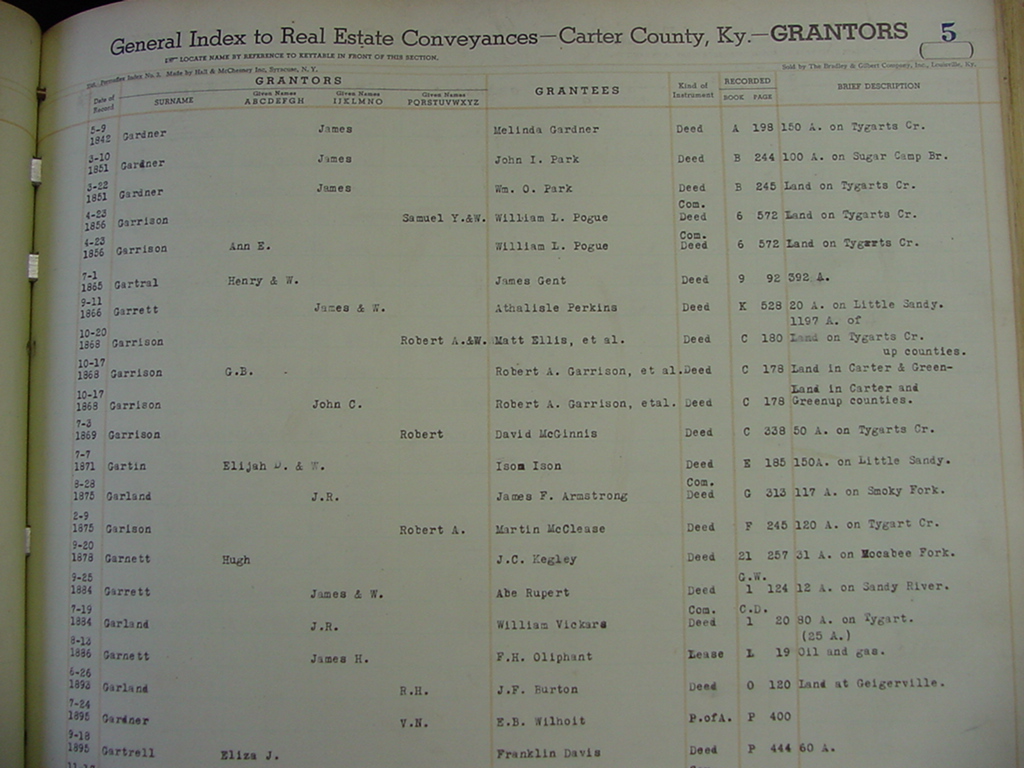 General Index to Real Estate Conveyances—Carter County, Ky.—GRANTORS 5
LOCATE NAME BY REFERENCE TO KEYTABLE IN FRONT OF THIS SECTION.
Index No. 2. Made by Hall & McChesney Inc, Syracuse, N.Y. Sold by The Bradley & Gilbert Company, Inc., Louisville, Ky.
Date of Record GRANTORS GRANTEES Kind of Instrument RECORDED BRIEF DESCRIPTION
SURNAME Given Names ABCDEFGH Given Names IJKLMNO Given Names PQRSTUVWXYZ BOOK PAGE
5-9
1842 Gardner James Melinda Gardner Deed A 198 150 A. on Tygarts Cr.
3-10
1851 Gardner James John I. Park Deed B 244 100 A. on Sugar Camp Br.
3-22
1851 Gardner James Wm. O. Park Deed B 245 Land on Tygarts Cr.
4-23 Com.
1856 Garrison Samuel Y.&W. William L. Pogue Deed 6 572 Land on Tygarts Cr.
4-23 Com.
1856 Garrison Ann E. William L. Pogue Deed 6 572 Land on Tygarts Cr.
7-1
1865 Gartral Henry & W. James Gent Deed 9 92 392 A.
9-11
1866 Garrett James & W. Athalisle Perkins Deed K 528 20 A. on Little Sandy.
10-20 1197 A. of
1868 Garrison Robert A.&W. Matt Ellis, et al. Deed C 180 Land on Tygarts Cr.
10-17 up counties.
1868 Garrison G.B. Robert A. Garrison, et al. Deed C 178 Land in Carter & Green-
10-17 Land in Carter and
1868 Garrison John C. Robert A. Garrison, etal. Deed C 178 Greenup counties.
7-3
1869 Garrison Robert David McGinnis Deed C 338 50 A. on Tygarts Cr.
7-7
1871 Gartin Elijah D. & W. Isom Ison Deed E 185 150A. on Little Sandy.
8-28 Com.
1875 Garland J.R. James F. Armstrong Deed G 313 117 A. on Smoky Fork.
2-9
1875 Garison Robert A. Martin McClease Deed F 245 120 A. on Tygart Cr.
9-20
1878 Garnett Hugh J.C. Kegley Deed 21 257 31 A. on Mocabee Fork.
9-25 G.W.
1884 Garrett James & W. Abe Rupert Deed 1 124 12 A. on Sandy River.
7-19 Com. C.D.
1884 Garland J.R. William Vickars Deed 1 20 80 A. on Tygart.
8-13 (25 A.)
1886 Garnett James H. F.H. Oliphant Lease L 19 Oil and gas.
6-26
1893 Garland R.H. J.F. Burton Deed O 120 Land at Geigerville.
7-24
1895 Gardner V.N. E.B. Wilhoit P.ofA. P 400
9-18
1895 Gartrell Eliza J. Franklin Davis Deed P 444 60 A.